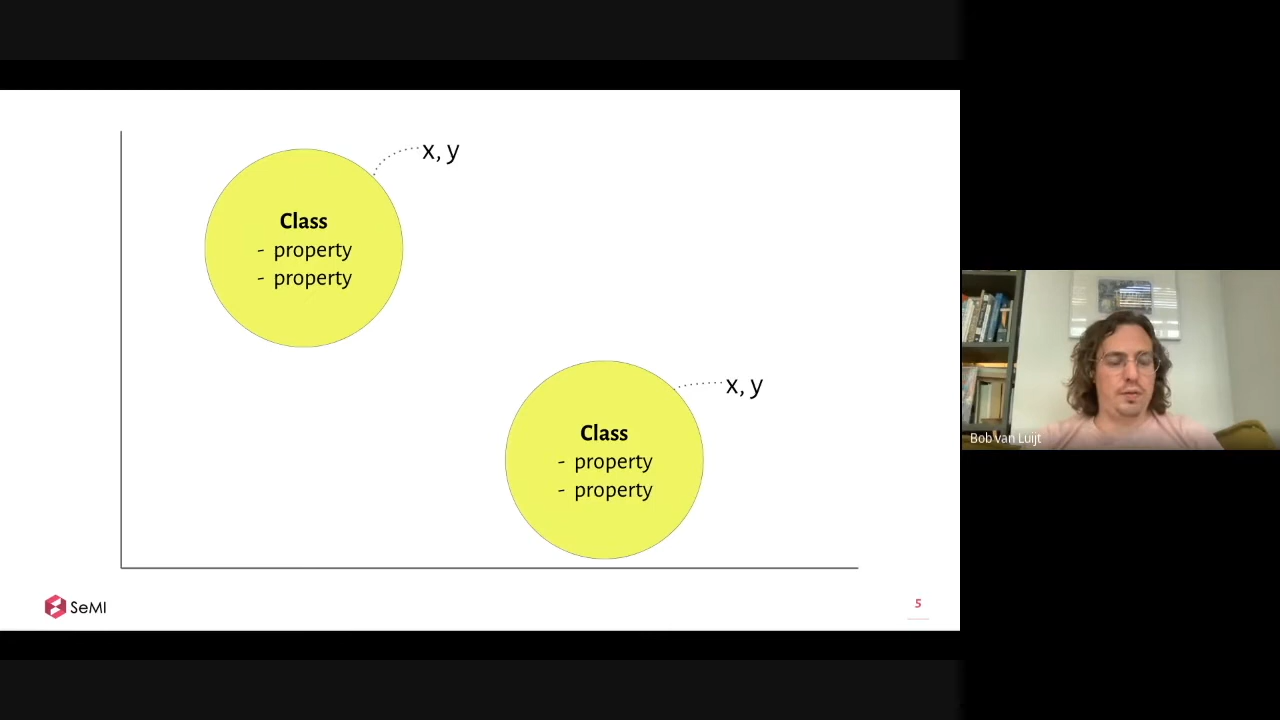 x, y
Class
- property
- property
x, y
Class
- property
- property
SeMI
5
Bob van Luijt